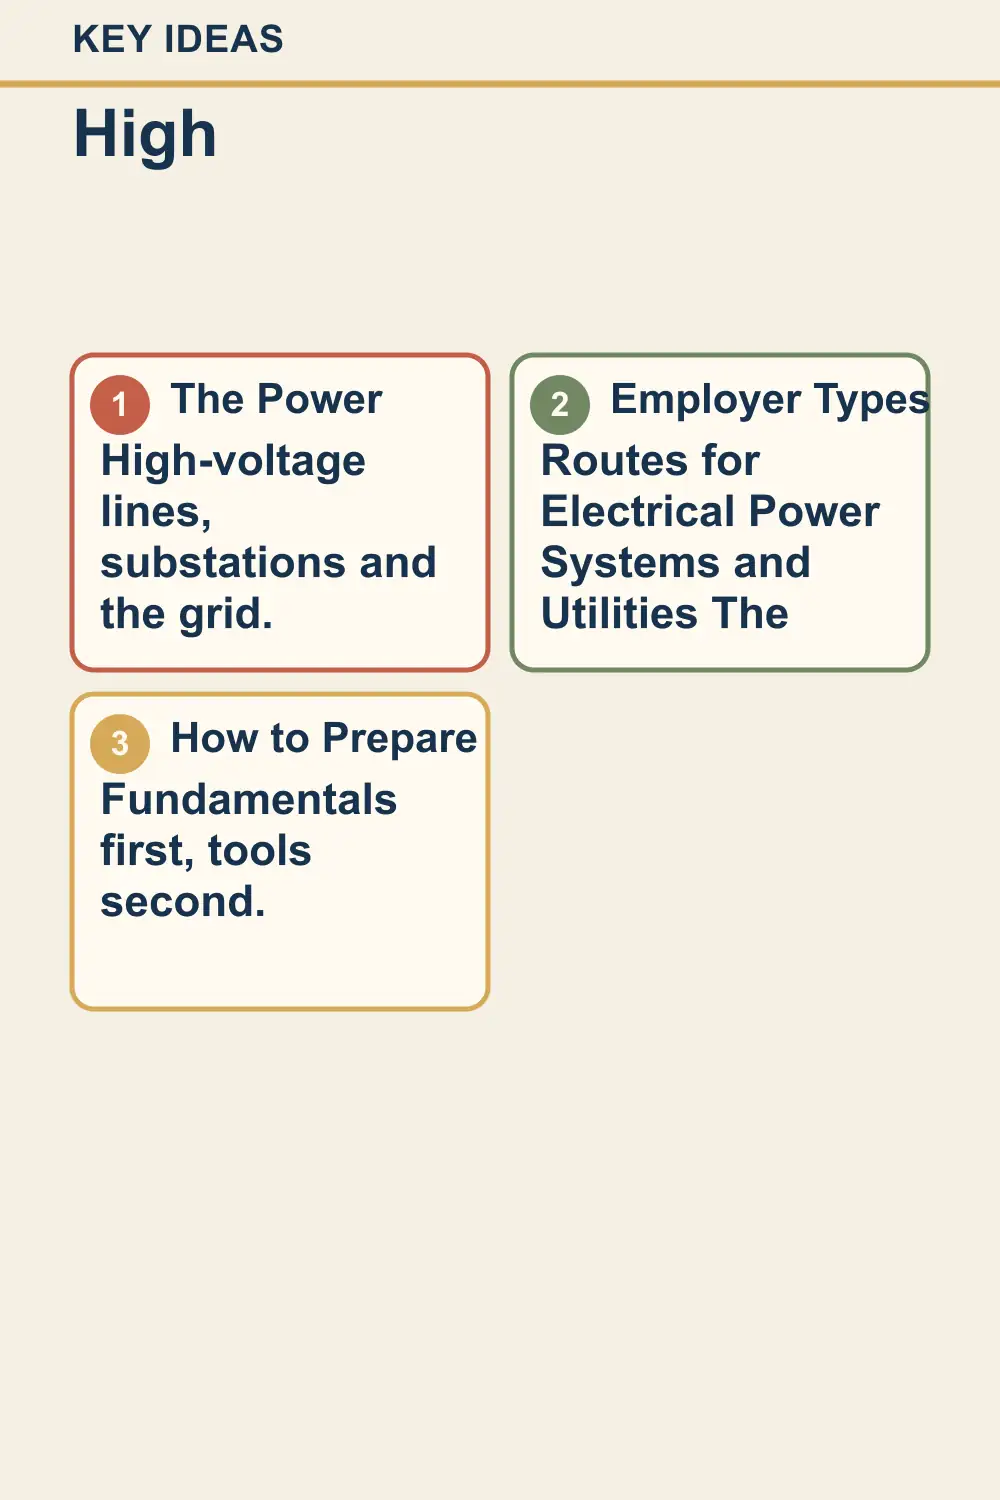 KEY IDEAS
High
1
The Power
High-voltage
lines,
substations and
the grid.
2
Employer Types
Routes for
Electrical Power
Systems and
Utilities The
3
How to Prepare
Fundamentals
first, tools
second.